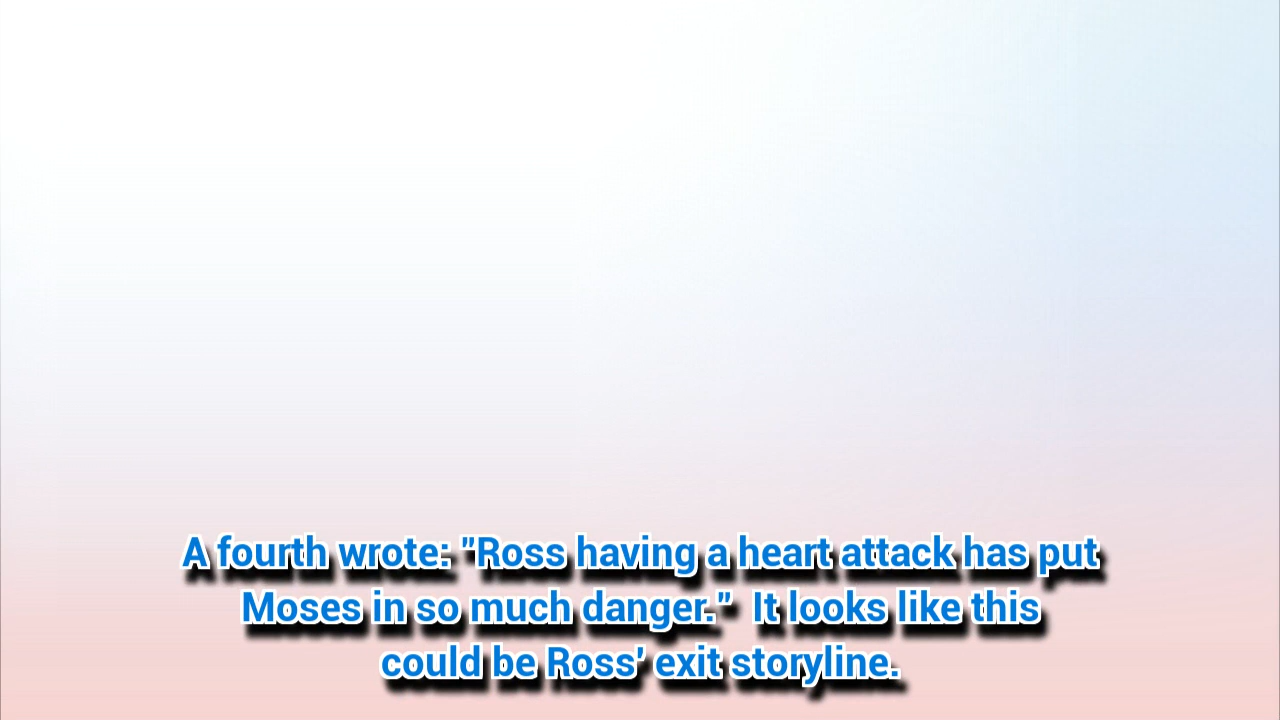 A fourth wrote: "Ross having a heart attack has put
Moses in so much danger."  It looks like this
could be Ross' exit storyline.